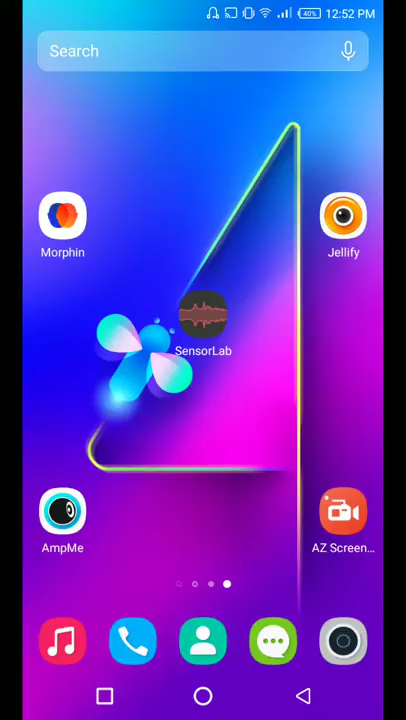 40% 12:52 PM
Search
Morphin
Jellify
SensorLab
AmpMe
AZ Screen...